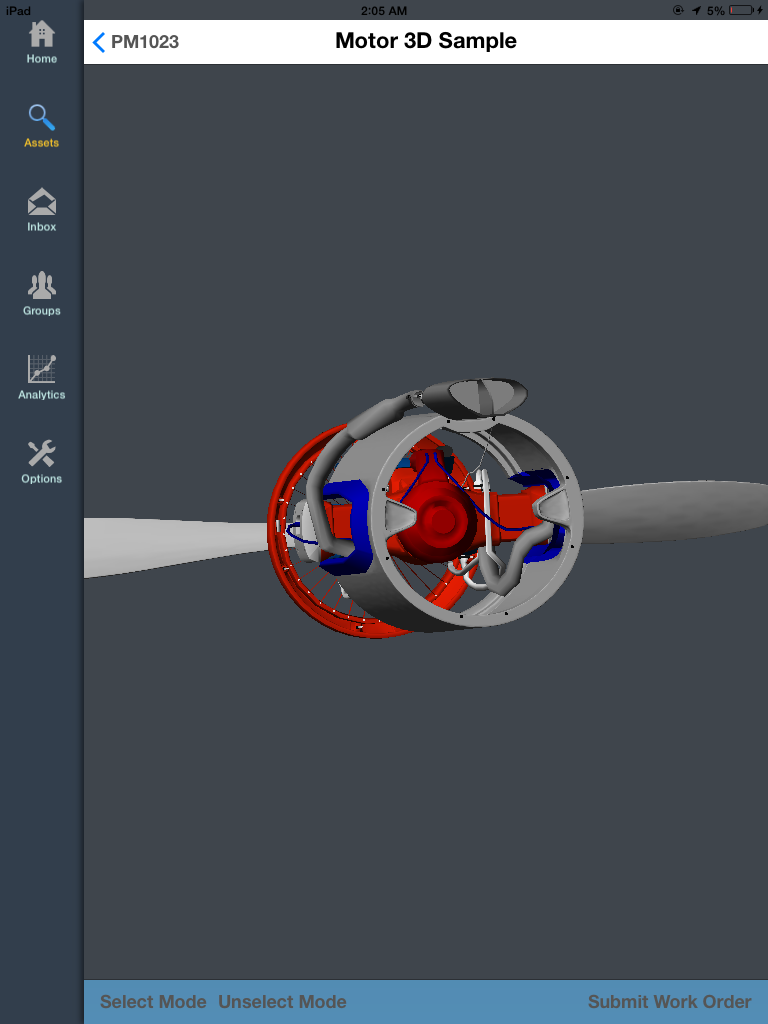 iPad 2:05 AM 5%
PM1023 Motor 3D Sample
Home
Assets
Inbox
Groups
Analytics
Options
Select Mode Unselect Mode Submit Work Order